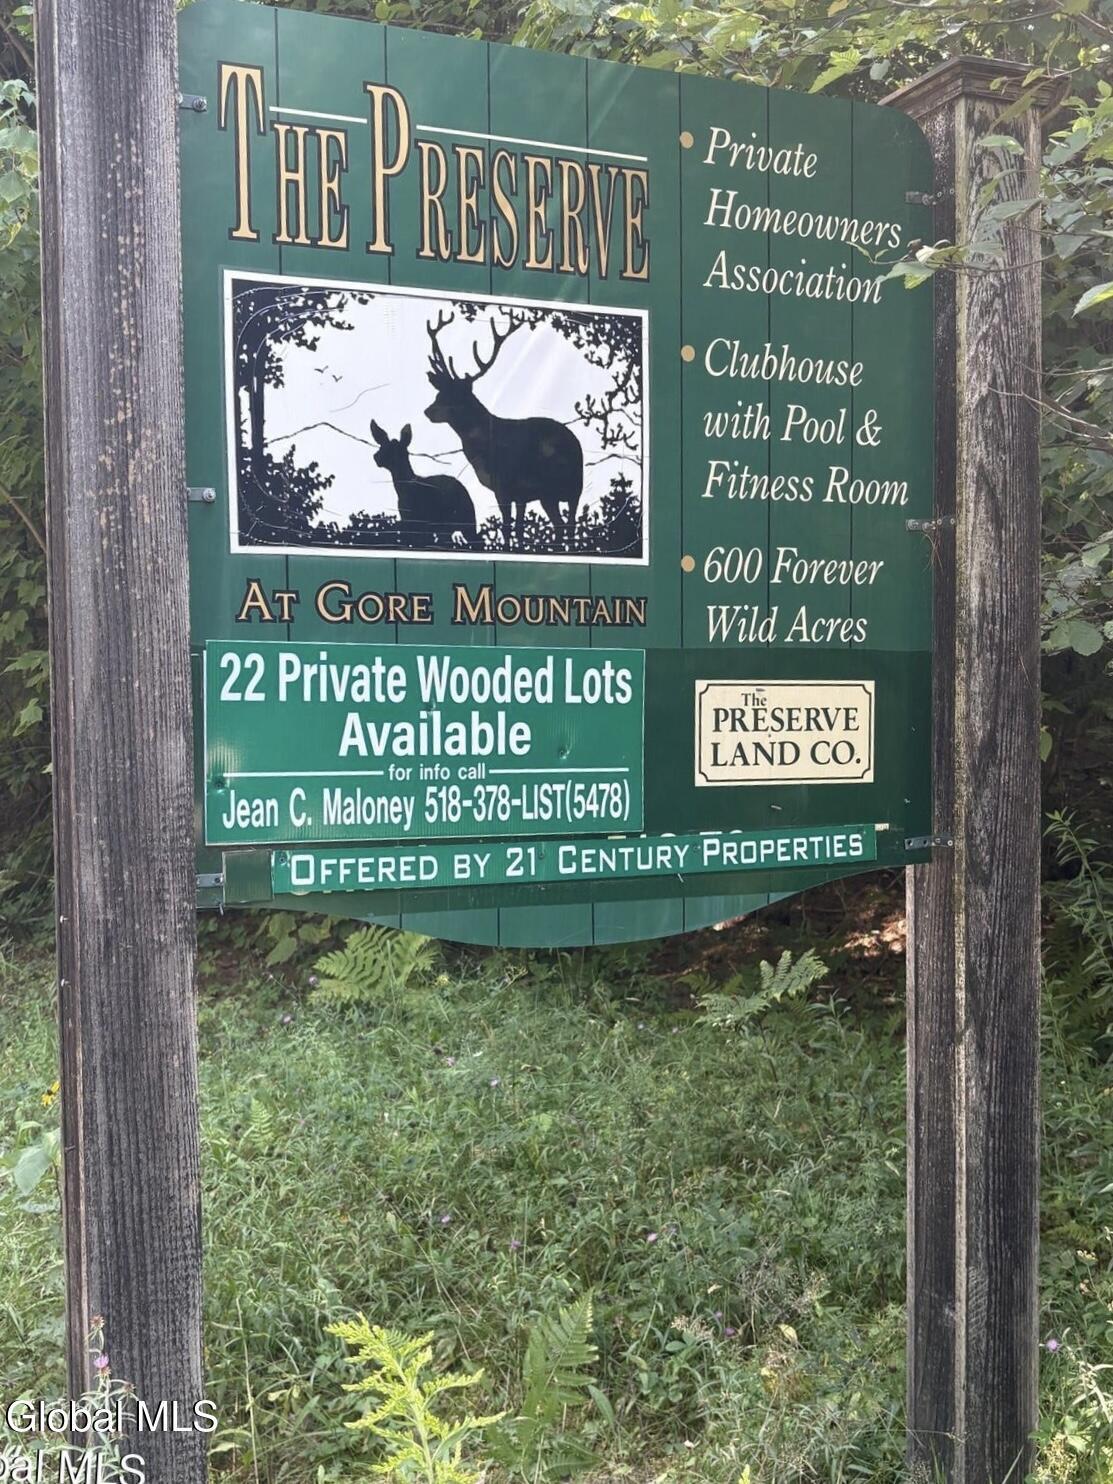 THE PRESERVE
AT GORE MOUNTAIN
• Private
Homeowners
Association
• Clubhouse
with Pool &
Fitness Room
• 600 Forever
Wild Acres
22 Private Wooded Lots
Available
for info call
Jean C. Maloney 518-378-LIST(5478)
The
PRESERVE
LAND CO.
OFFERED BY 21 CENTURY PROPERTIES
Global MLS
bal MLS